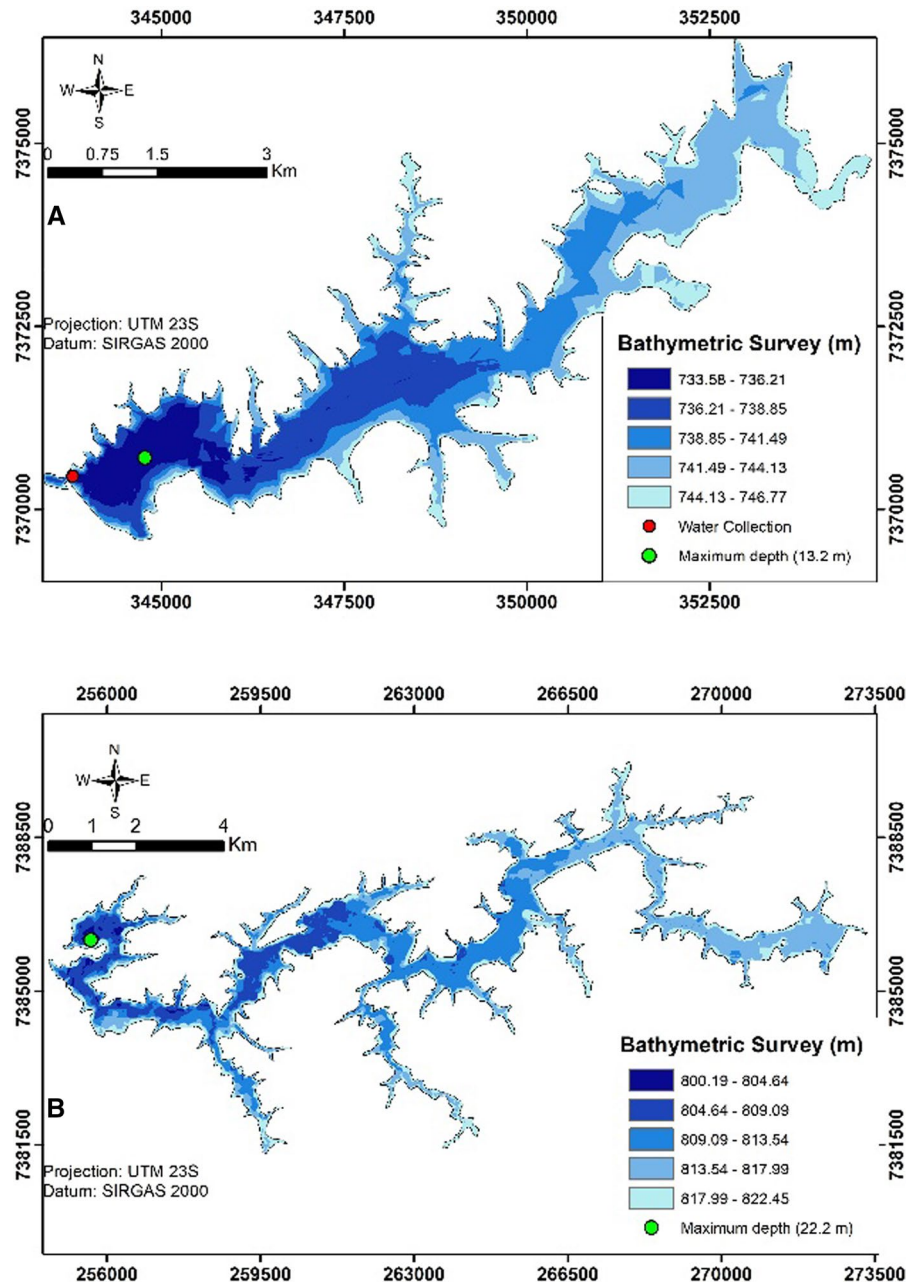 345000 347500 350000 352500
N
W E
S
0 0.75 1.5 3
Km
A
Projection: UTM 23S
Datum: SIRGAS 2000
7375000 7375000
7372500 7372500
7370000 7370000
Bathymetric Survey (m)
733.58 - 736.21
736.21 - 738.85
738.85 - 741.49
741.49 - 744.13
744.13 - 746.77
Water Collection
Maximum depth (13.2 m)
345000 347500 350000 352500
256000 259500 263000 266500 270000 273500
N
W E
S
0 1 2 4
Km
7388500 7388500
7385000 7385000
7381500 7381500
B
Projection: UTM 23S
Datum: SIRGAS 2000
Bathymetric Survey (m)
800.19 - 804.64
804.64 - 809.09
809.09 - 813.54
813.54 - 817.99
817.99 - 822.45
Maximum depth (22.2 m)
256000 259500 263000 266500 270000 273500